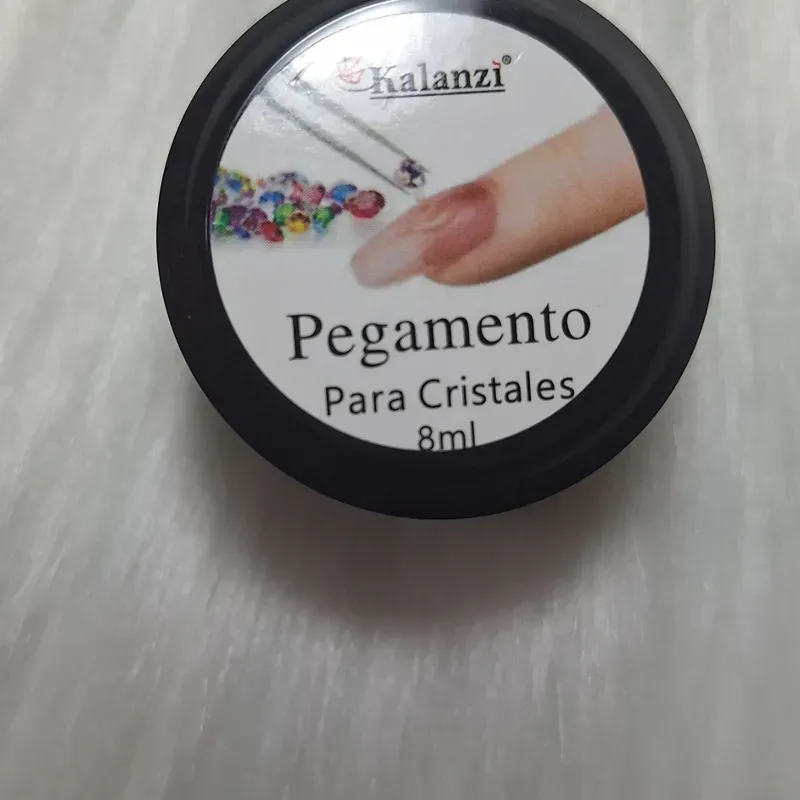 Kalanzi®
Pegamento
Para Cristales
8ml